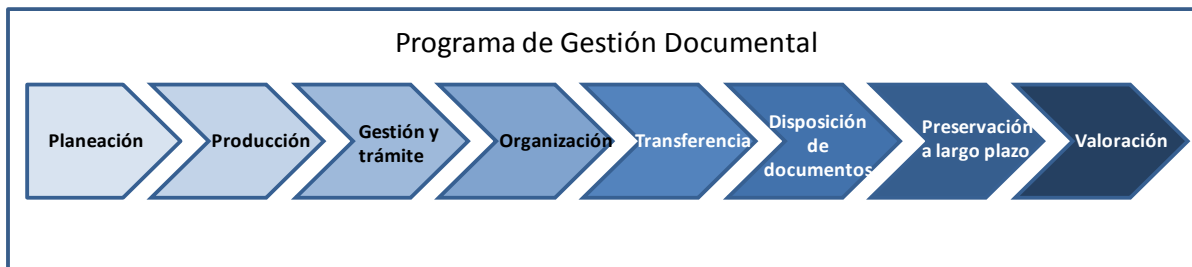 Programa de Gestión Documental
Planeación
Producción
Gestión y
trámite
Organización
Transferencia
Disposición
de
documentos
Preservación
a largo plazo
Valoración